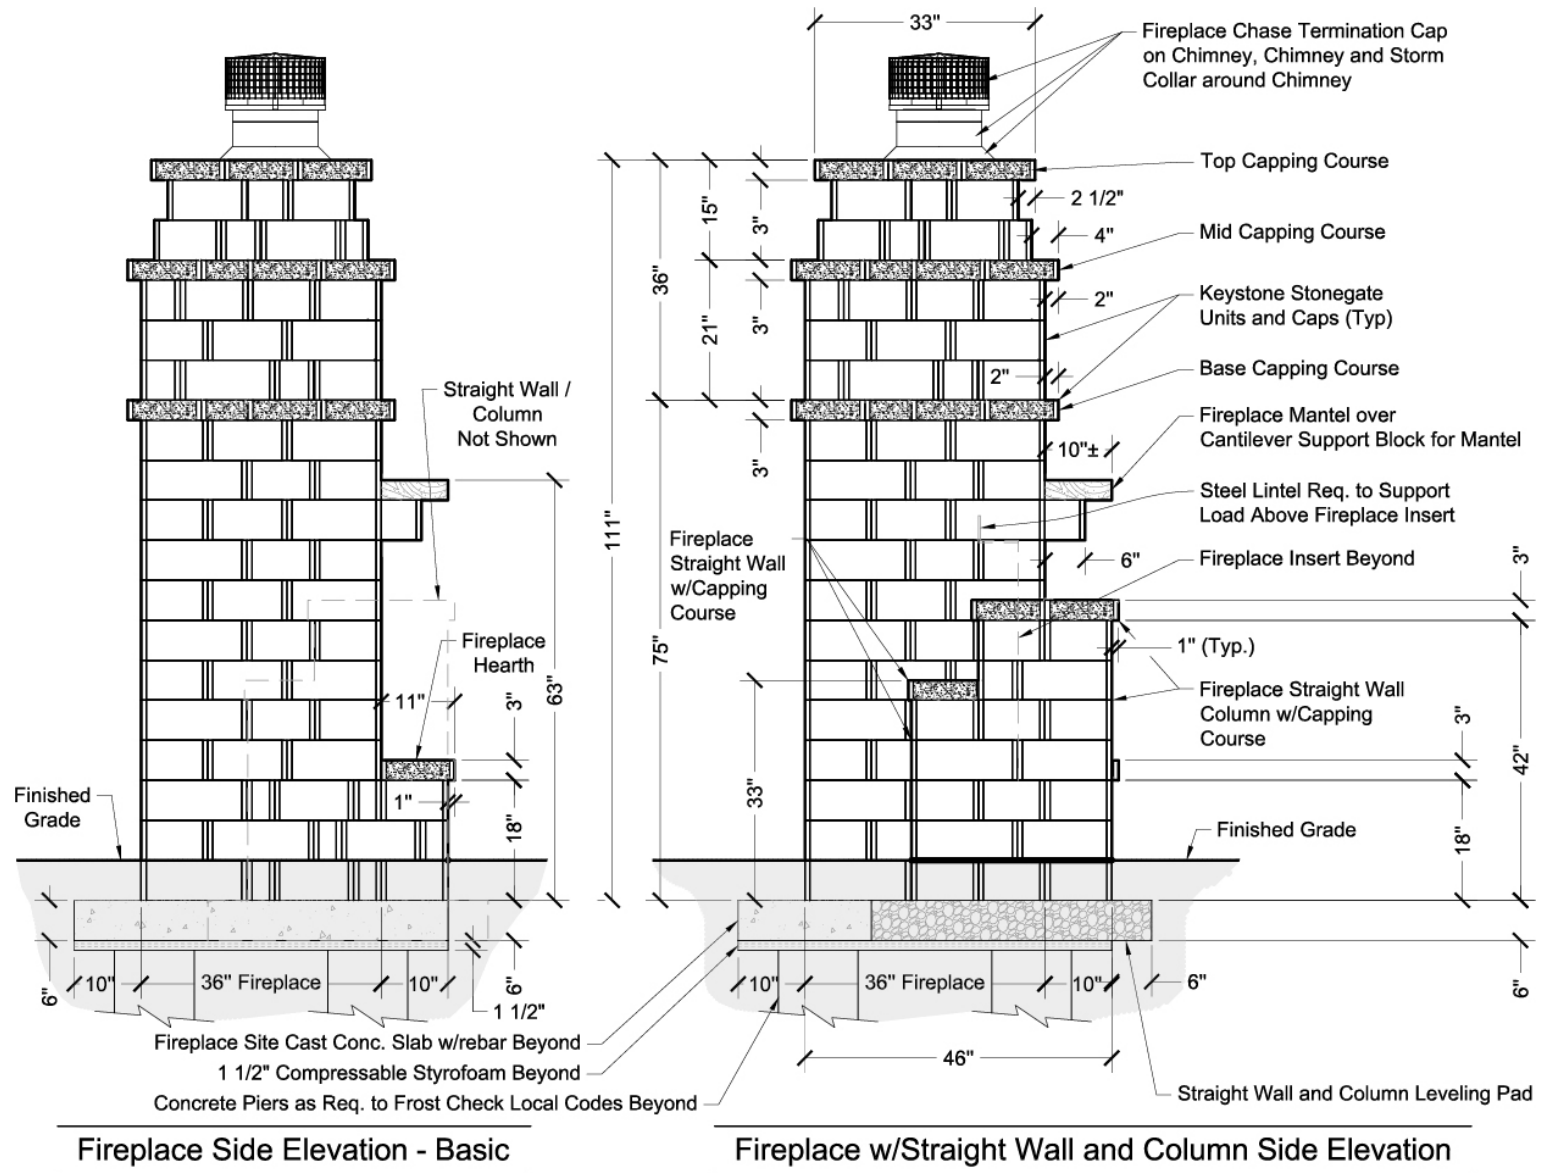 33"
Fireplace Chase Termination Cap
on Chimney, Chimney and Storm
Collar around Chimney
Top Capping Course
2 1/2"
15"
3"
4"
Mid Capping Course
36"
2"
Keystone Stonegate
Units and Caps (Typ)
21"
3"
2"
Base Capping Course
Straight Wall /
Column
Not Shown
Fireplace Mantel over
Cantilever Support Block for Mantel
10"±
3"
Steel Lintel Req. to Support
Load Above Fireplace Insert
111"
Fireplace
Straight Wall
w/Capping
Course
6"
Fireplace Insert Beyond
3"
Fireplace
Hearth
75"
1" (Typ.)
63"
11"
3"
Fireplace Straight Wall
Column w/Capping
Course
3"
42"
33"
Finished
Grade
1"
18"
Finished Grade
18"
6"
10"
36" Fireplace
10"
6"
1 1/2"
10"
36" Fireplace
10"
6"
6"
Fireplace Site Cast Conc. Slab w/rebar Beyond
46"
1 1/2" Compressable Styrofoam Beyond
Concrete Piers as Req. to Frost Check Local Codes Beyond
Straight Wall and Column Leveling Pad
Fireplace Side Elevation - Basic
Fireplace w/Straight Wall and Column Side Elevation